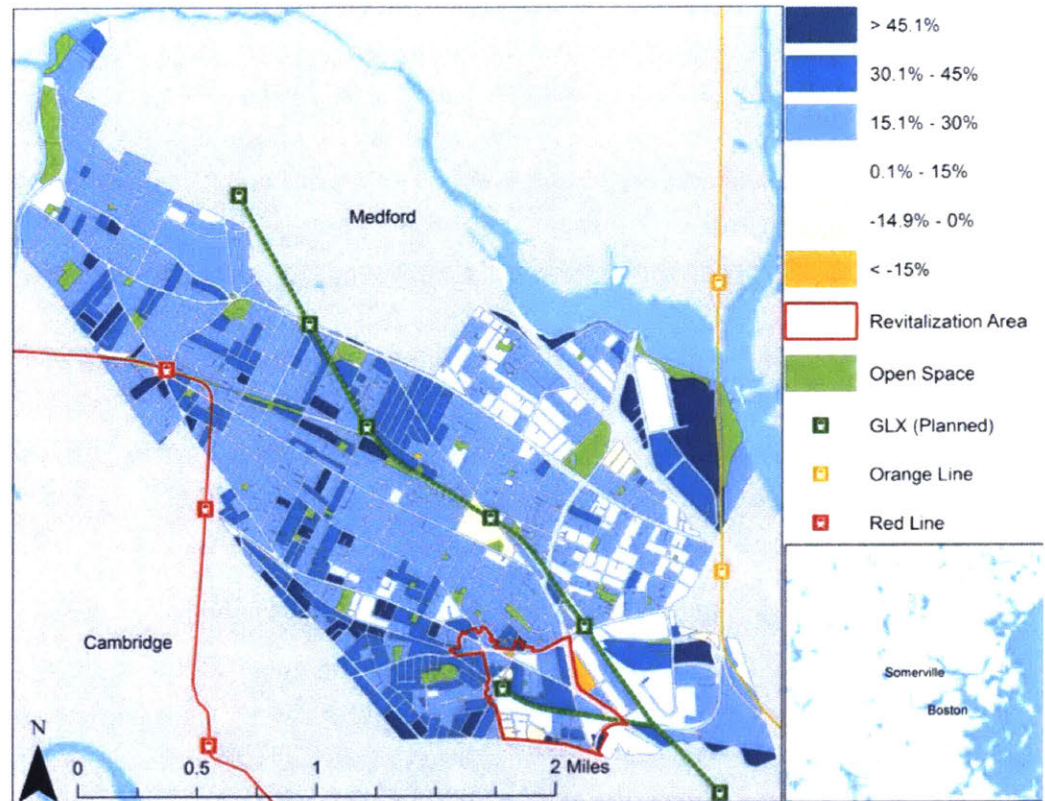 > 45.1%
30.1% - 45%
15.1% - 30%
0.1% - 15%
-14.9% - 0%
< -15%
Revitalization Area
Open Space
GLX (Planned)
Orange Line
Red Line
Medford
Cambridge
N
0 0.5 1 2 Miles
Somerville
Boston